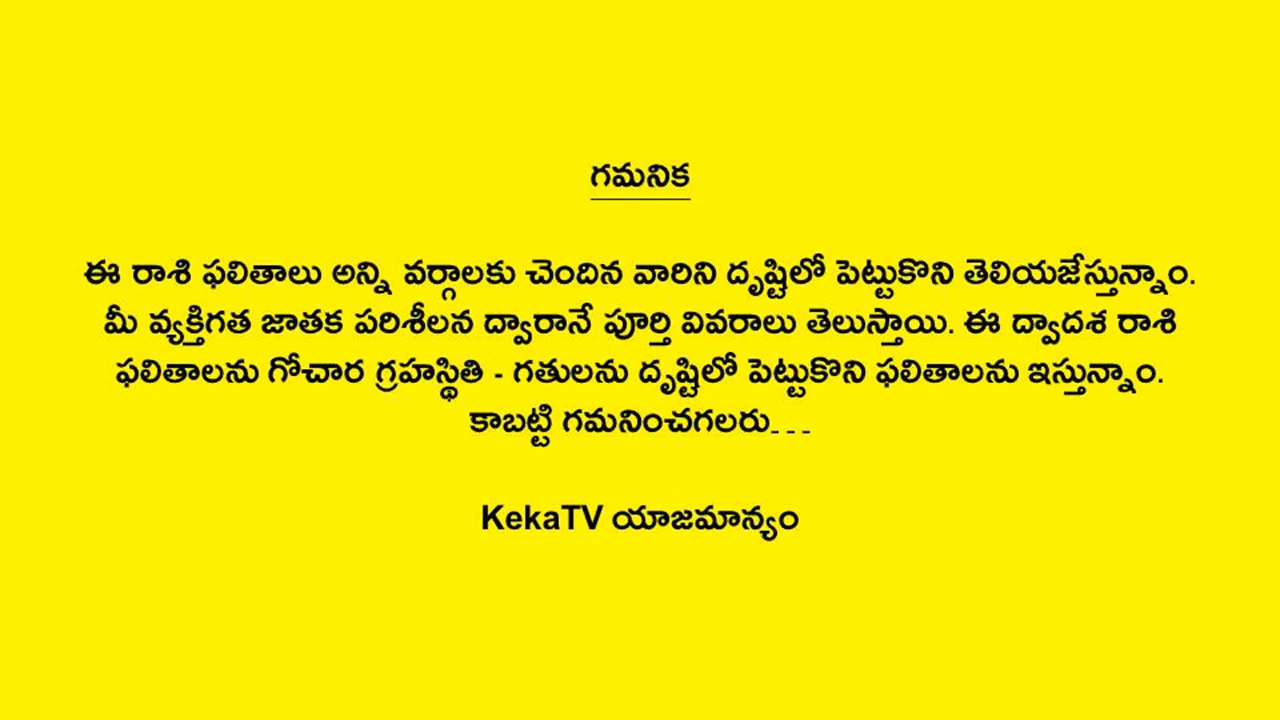 గమనిక
ఈ రాశి ఫలితాలు అన్ని వర్గాలకు చెందిన వారిని దృష్టిలో పెట్టుకొని తెలియజేస్తున్నాం.
మీ వ్యక్తిగత జాతక పరిశీలన ద్వారానే పూర్తి వివరాలు తెలుస్తాయి. ఈ ద్వాదశ రాశి
ఫలితాలను గోచార గ్రహస్థితి - గతులను దృష్టిలో పెట్టుకొని ఫలితాలను ఇస్తున్నాం.
కాబట్టి గమనించగలరు...
KekaTV యాజమాన్యం